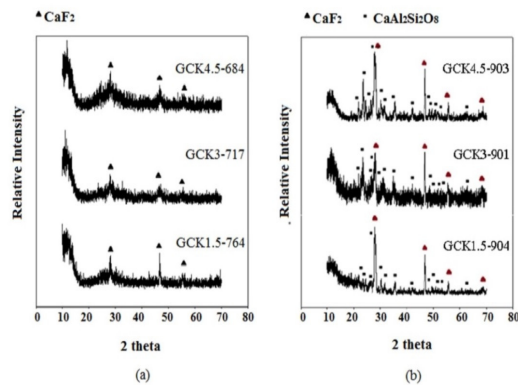 ▲ CaF₂
▲ CaF₂ ▪ CaAl₂Si₂O₈
Relative Intensity
GCK4.5-684
GCK3-717
GCK1.5-764
0 10 20 30 40 50 60 70 80
2 theta
(a)
Relative Intensity
GCK4.5-903
GCK3-901
GCK1.5-904
0 10 20 30 40 50 60 70 80
2 theta
(b)